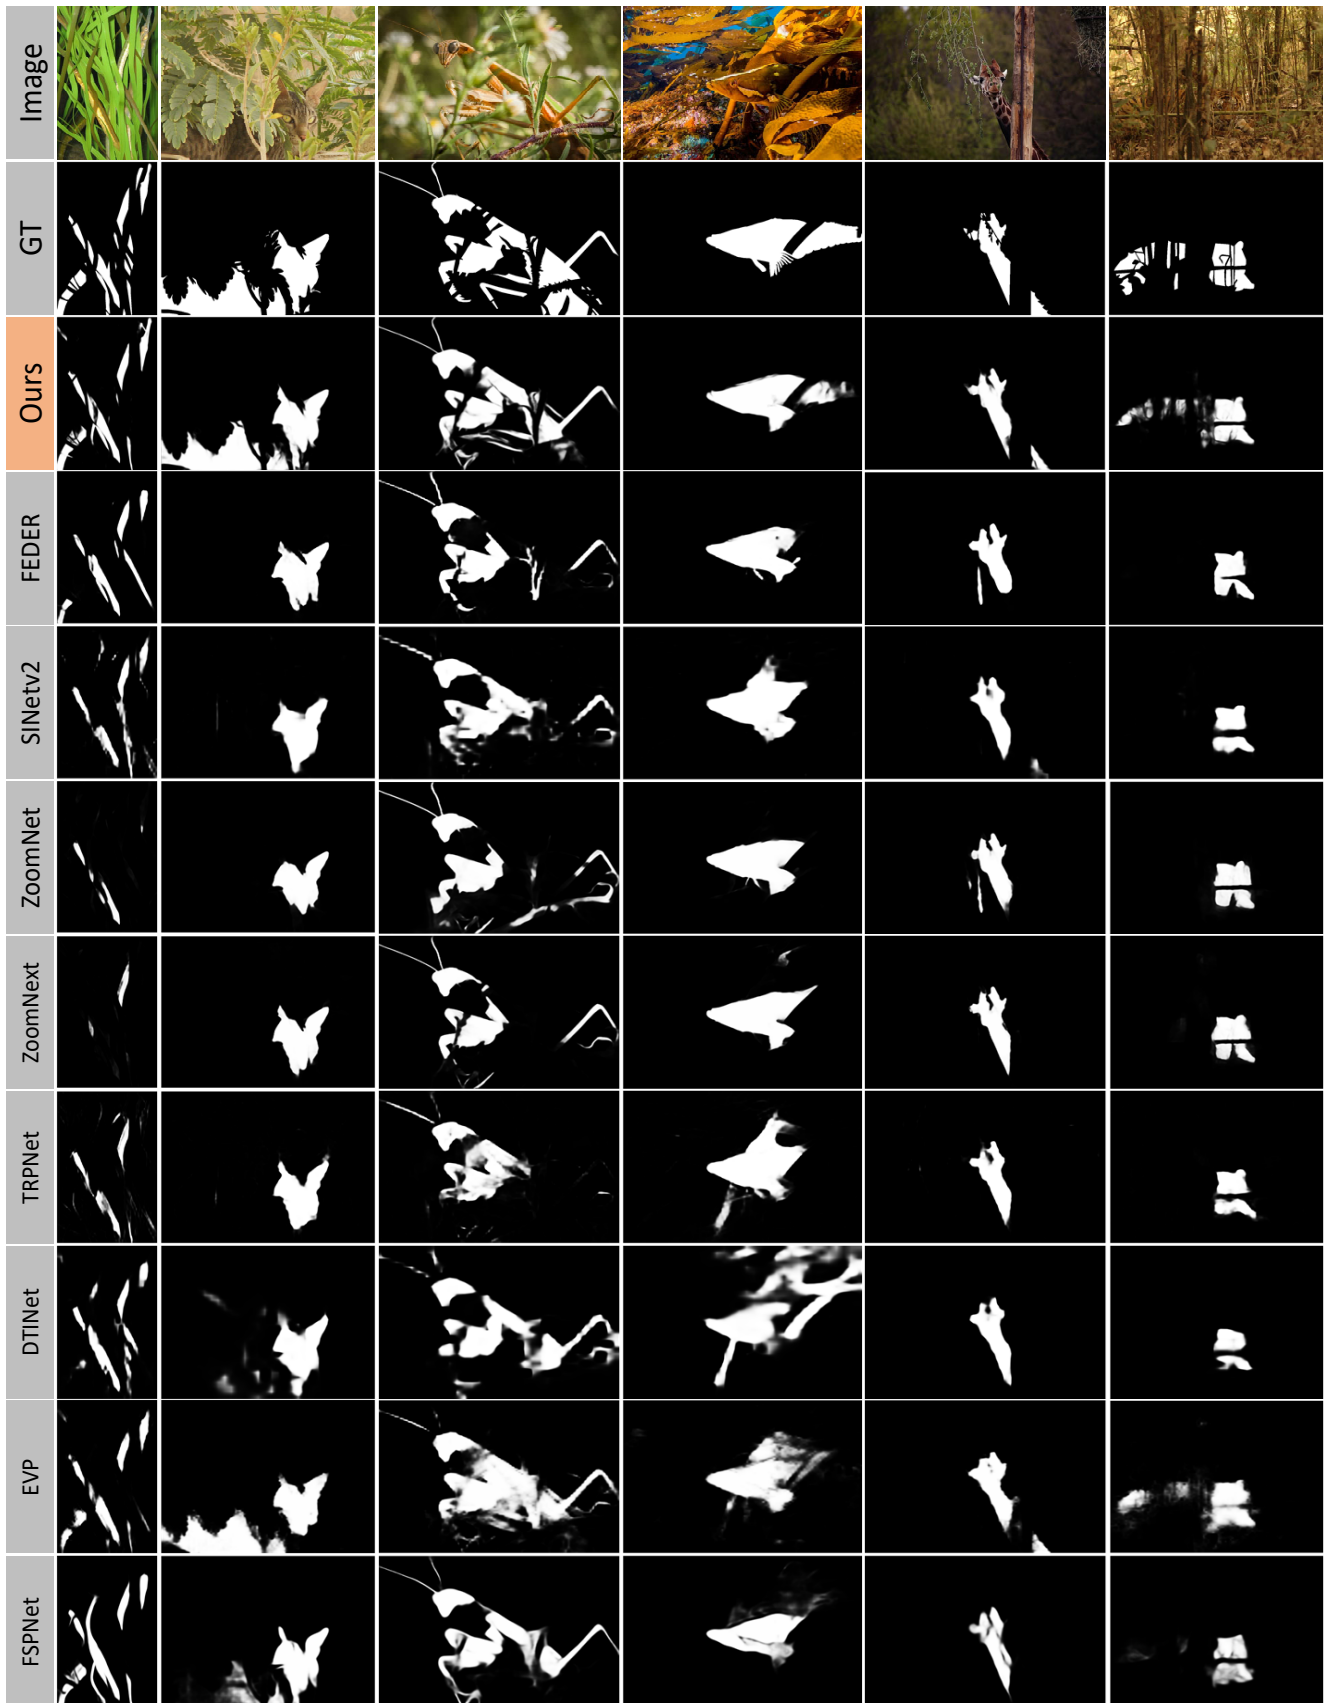 Image
GT
Ours
FEDER
SINetv2
ZoomNet
ZoomNext
TRPNet
DTINet
EVP
FSPNet